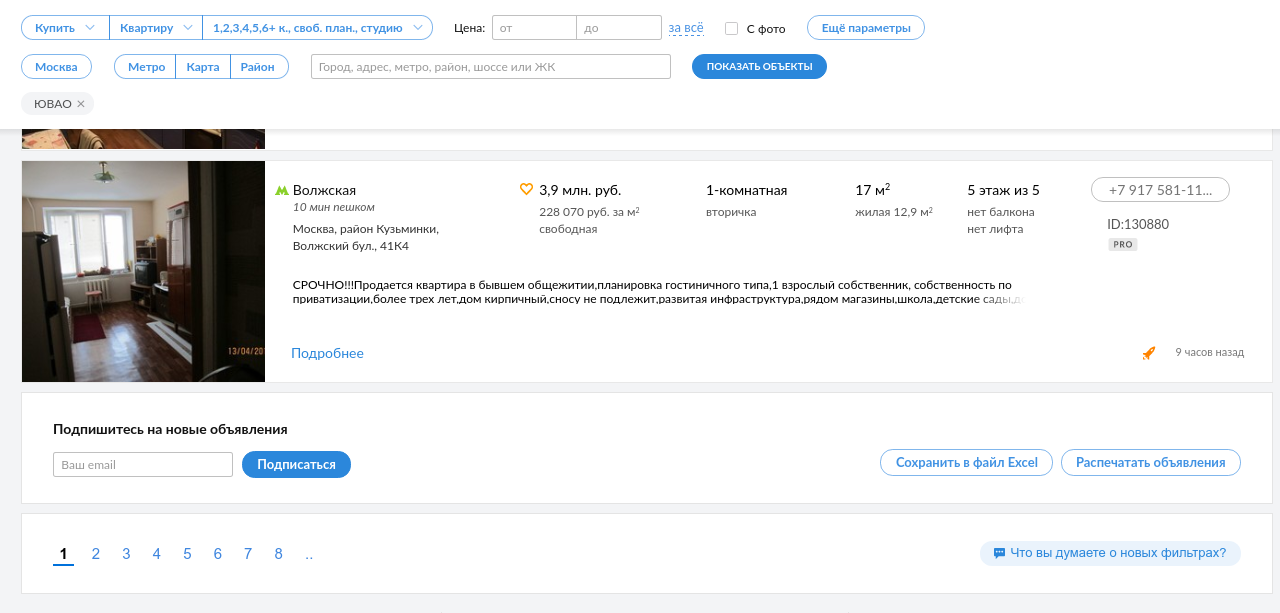 Купить Квартиру 1,2,3,4,5,6+ к., своб. план., студию Цена: от до за всё С фото Ещё параметры
Москва Метро Карта Район Город, адрес, метро, район, шоссе или ЖК ПОКАЗАТЬ ОБЪЕКТЫ
ЮВАО ×
Волжская 3,9 млн. руб. 1-комнатная 17 м² 5 этаж из 5 +7 917 581-11...
10 мин пешком 228 070 руб. за м² вторичка жилая 12,9 м² нет балкона
Москва, район Кузьминки, свободная нет лифта ID:130880
Волжский бул., 41К4 PRO
СРОЧНО!!!Продается квартира в бывшем общежитии,планировка гостиничного типа,1 взрослый собственник, собственность по
приватизации,более трех лет,дом кирпичный,сносу не подлежит,развитая инфраструктура,рядом магазины,школа,детские сады,
13/04/20
Подробнее 9 часов назад
Подпишитесь на новые объявления
Ваш email Подписаться Сохранить в файл Excel Распечатать объявления
1 2 3 4 5 6 7 8 .. Что вы думаете о новых фильтрах?